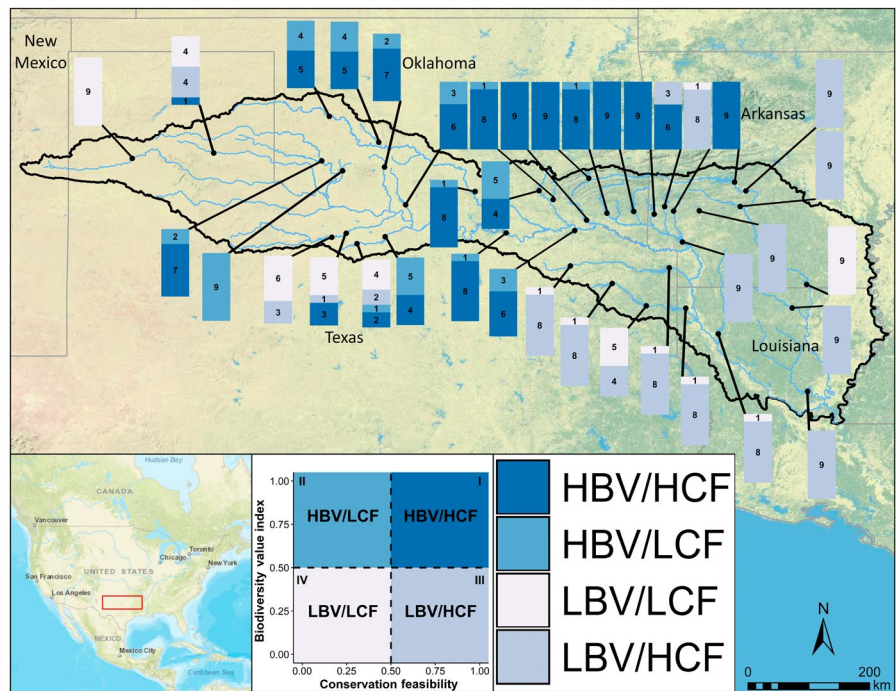 New
Mexico
Oklahoma
Arkansas
Texas
Louisiana
9
4
4
1
4
5
4
5
2
7
3
6
1
8
9
9
1
8
9
9
3
6
1
8
9
9
9
1
8
5
4
2
7
9
6
3
5
1
3
4
2
1
2
5
4
1
8
3
6
1
8
1
8
5
4
1
8
1
8
1
8
9
9
9
9
9
Hudson Bay
CANADA
Vancouver
Toronto
Chicago
New York
UNITED STATES
San Francisco
Los Angeles
MÉXICO
Mexico City
Caribbean Sea
Biodiversity value index
1.00
0.75
0.50
0.25
0.00
II
I
HBV/LCF
HBV/HCF
IV
III
LBV/LCF
LBV/HCF
0.00 0.25 0.50 0.75 1.00
Conservation feasibility
HBV/HCF
HBV/LCF
LBV/LCF
LBV/HCF
N
0
100
200
km